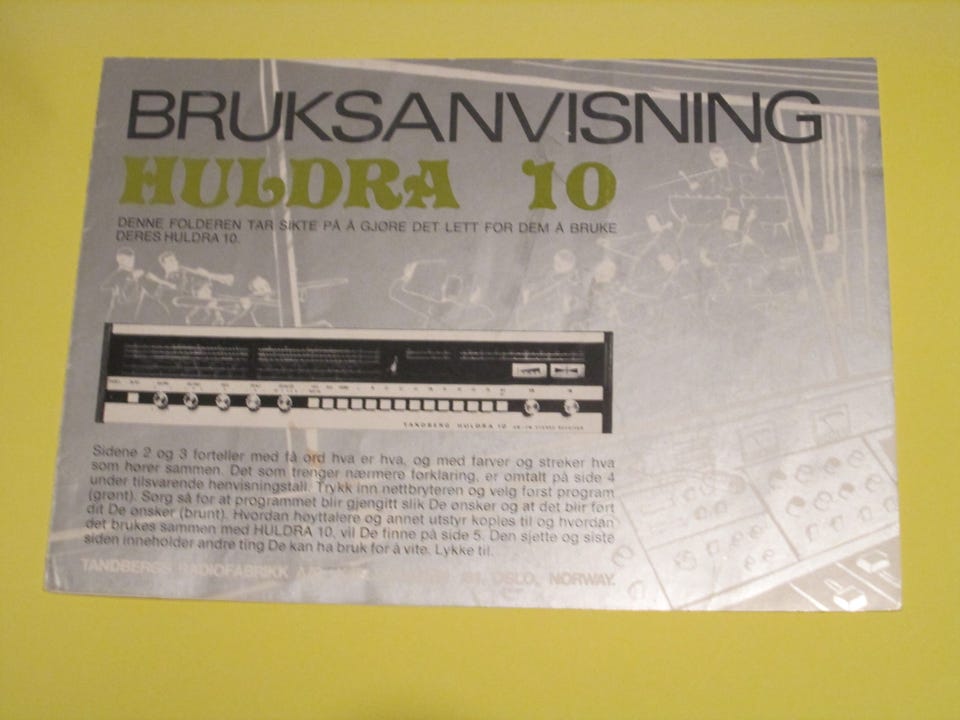 BRUKSANVISNING
HULDRA 10
DENNE FOLDEREN TAR SIKTE PÅ Å GJØRE DET LETT FOR DEM Å BRUKE
DERES HULDRA 10.
TANDBERG HULDRA 10 AM-FM STEREO RECEIVER
Sidene 2 og 3 forteller med få ord hva er hva, og med farver og streker hva
som hører sammen. Det som trenger nærmere forklaring, er omtalt på side 4
under tilsvarende henvisningstall. Trykk inn nettbryteren og velg først program
(grønt). Sørg så for at programmet blir gjengitt slik De ønsker og at det blir ført
dit De ønsker (brunt). Hvordan høyttalere og annet utstyr koples til og hvordan
det brukes sammen med HULDRA 10, vil De finne på side 5. Den sjette og siste
siden inneholder andre ting De kan ha bruk for å vite. Lykke til.
TANDBERGS RADIOFABRIKK A/S OSLO, NORWAY.